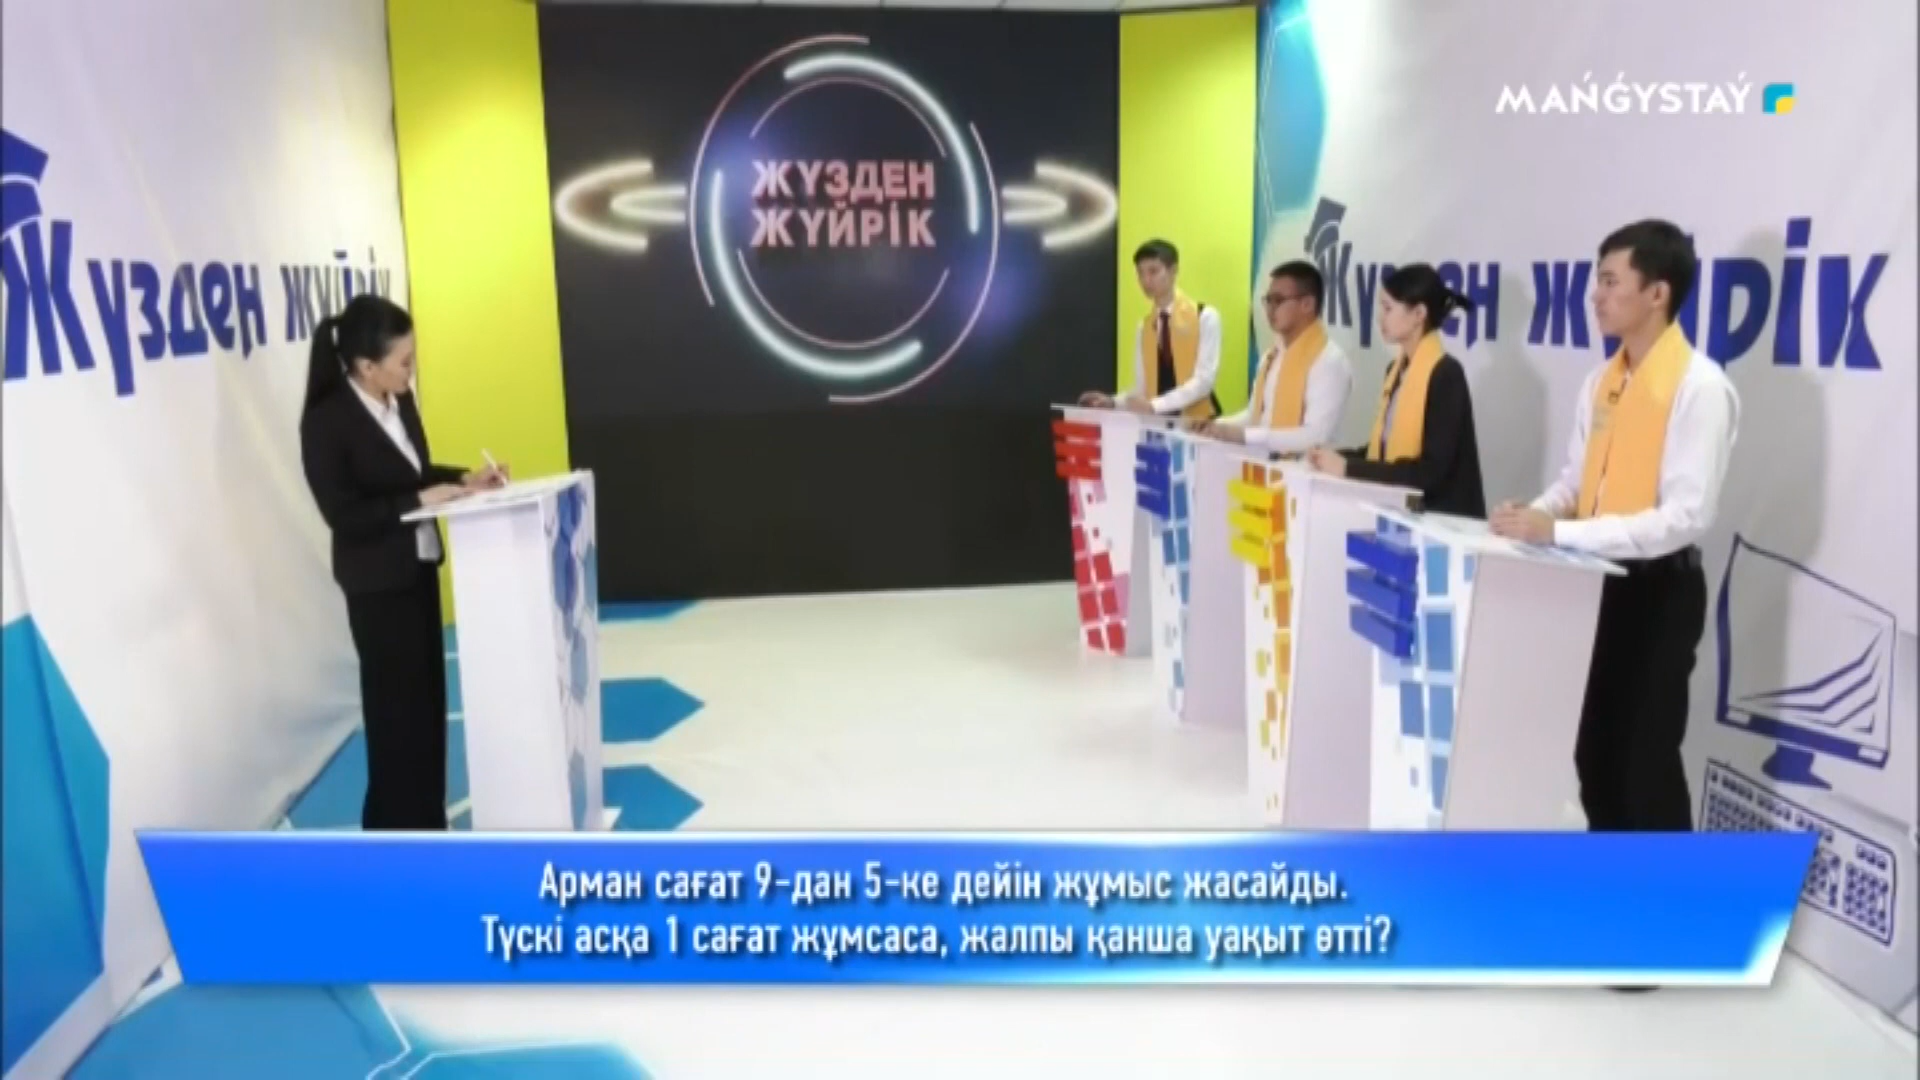 MAŃǴYSTAÝ
ЖҮЗДЕН
ЖҮЙРІК
Жүзден жүйрік
Жүзден жүйрік
Арман сағат 9-дан 5-ке дейін жұмыс жасайды.
Түскі асқа 1 сағат жұмсаса, жалпы қанша уақыт өтті?